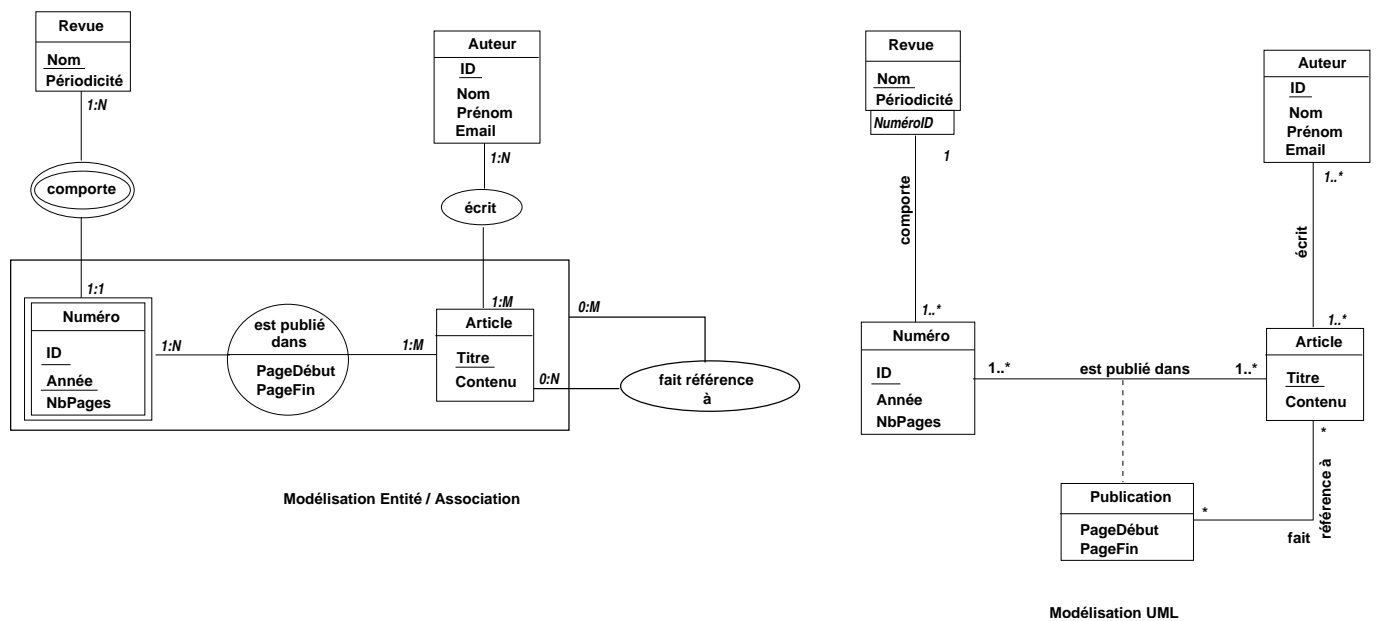 Revue
Nom
Périodicité
1:N
comporte
1:1
Auteur
ID
Nom
Prénom
Email
1:N
écrit
1:M
Numéro
ID
Année
NbPages
1:N
est publié
dans
PageDébut
PageFin
1:M
Article
Titre
Contenu
0:M
0:N
fait référence
à
Modélisation Entité / Association
Revue
Nom
Périodicité
NuméroID
1
comporte
1..*
Auteur
ID
Nom
Prénom
Email
1..*
écrit
1..*
Numéro
ID
Année
NbPages
1..*
est publié dans
1..*
Article
Titre
Contenu
*
référence à
fait
*
Publication
PageDébut
PageFin
Modélisation UML